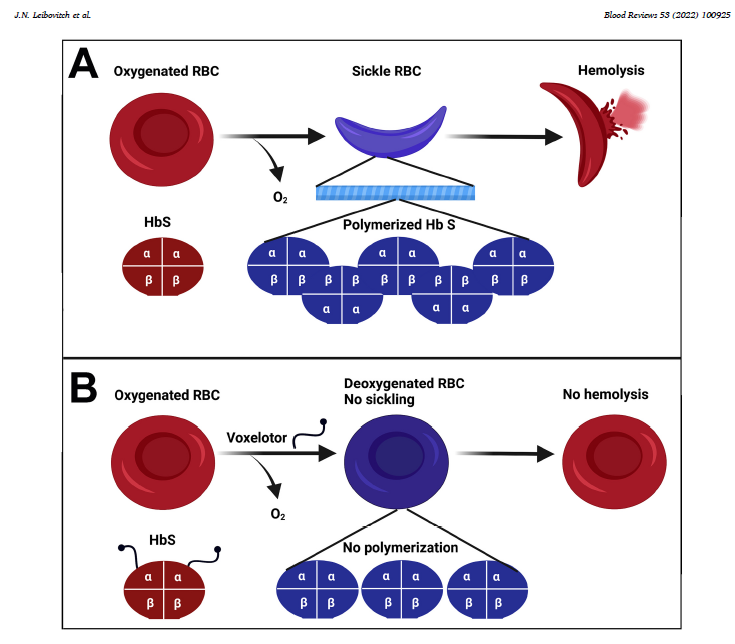 J.N. Leibovitch et al.
Blood Reviews 53 (2022) 100925
A
Oxygenated RBC
Sickle RBC
Hemolysis
O2
HbS
Polymerized Hb S
α α
β β
α α
β β
α α
β β
α α
β β
β β
α α
β β
α α
B
Oxygenated RBC
Deoxygenated RBC
No sickling
No hemolysis
Voxelotor
O2
HbS
No polymerization
α α
β β
α α
β β
α α
β β
α α
β β